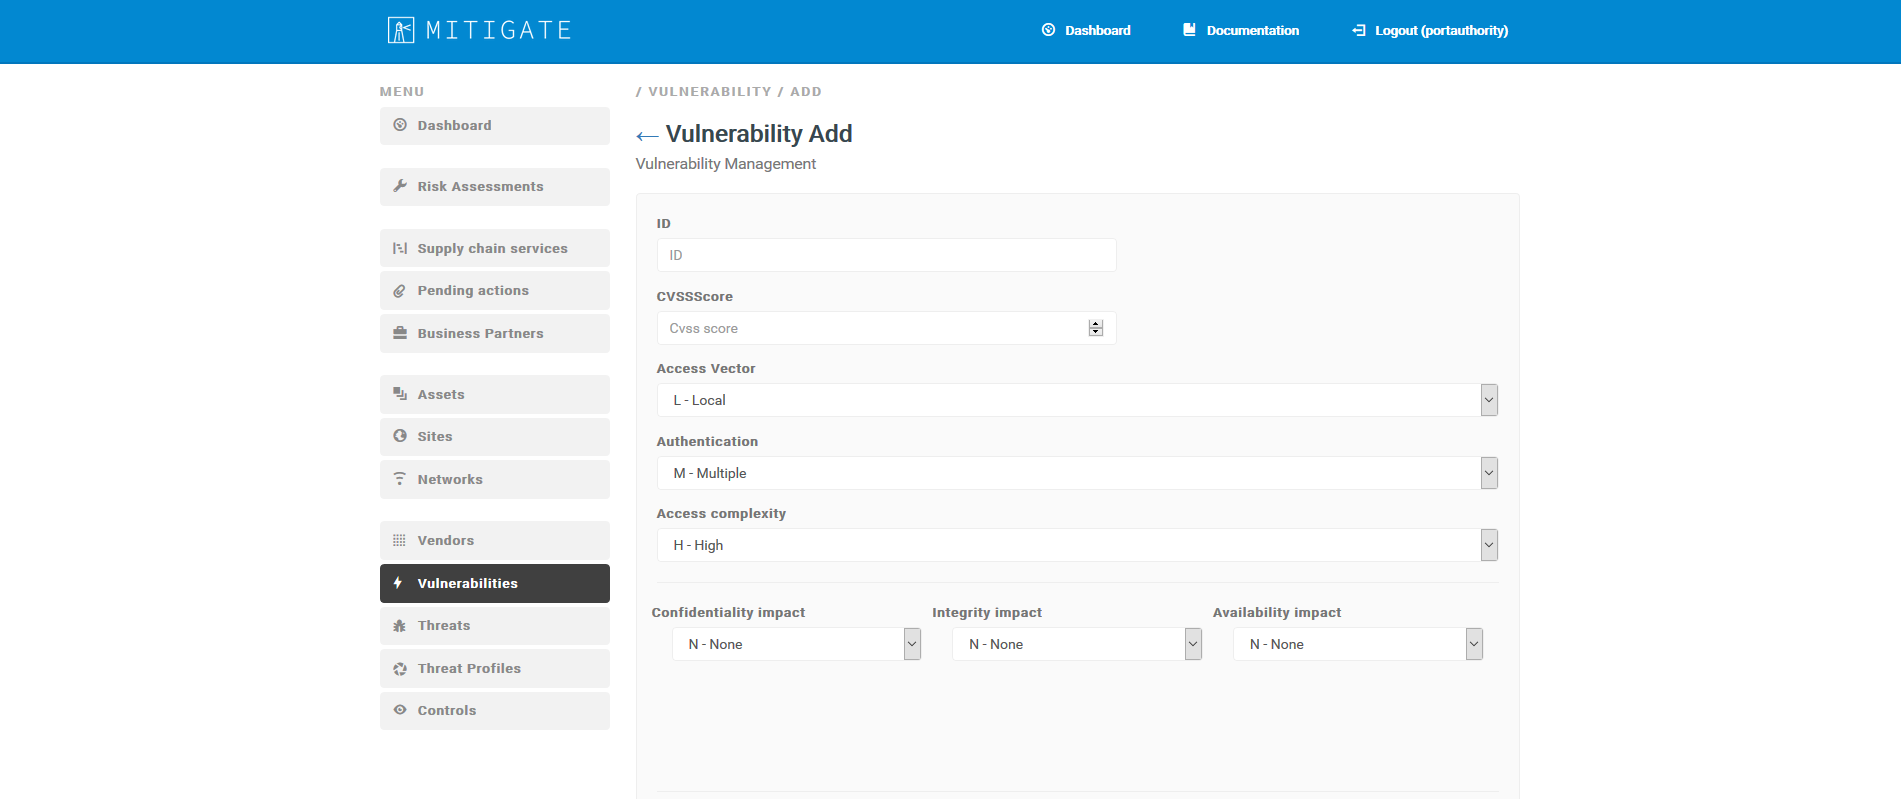 MITIGATE
Dashboard
Documentation
Logout (portauthority)
MENU
Dashboard
Risk Assessments
Supply chain services
Pending actions
Business Partners
Assets
Sites
Networks
Vendors
Vulnerabilities
Threats
Threat Profiles
Controls
/ VULNERABILITY / ADD
← Vulnerability Add
Vulnerability Management
ID
ID
CVSSScore
Cvss score
Access Vector
L - Local
Authentication
M - Multiple
Access complexity
H - High
Confidentiality impact
N - None
Integrity impact
N - None
Availability impact
N - None